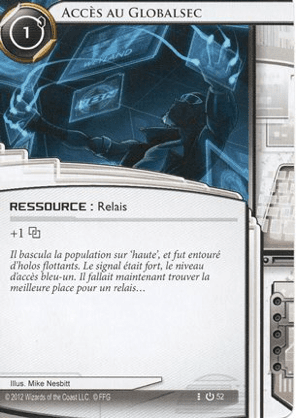 Accès au Globalsec
1
WEYLAND
RESSOURCE : Relais
+1
Il bascula la population sur ‘haute’, et fut entouré
d’holos flottants. Le signal était fort, le niveau
d’accès bleu-un. Il fallait maintenant trouver la
meilleure place pour un relais…
Illus. Mike Nesbitt
© 2012 Wizards of the Coast LLC. © FFG
52